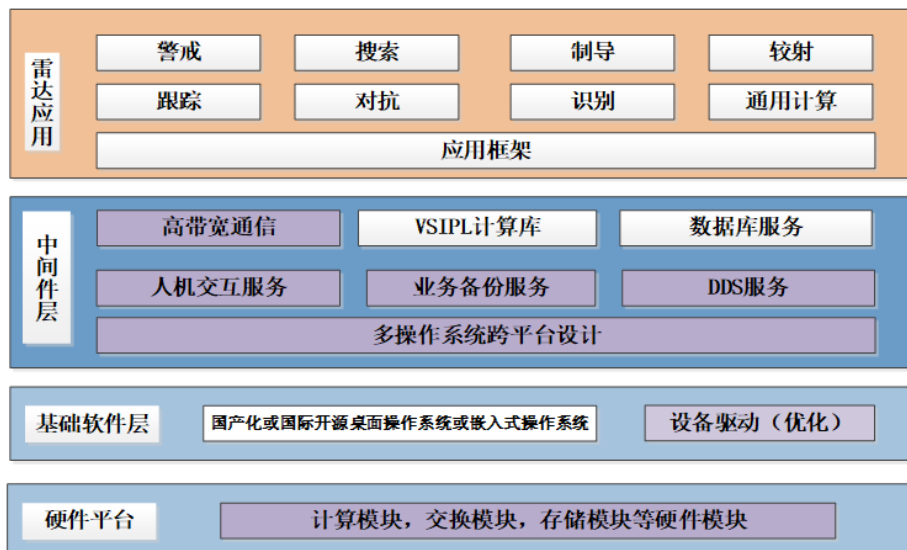 雷达应用
警戒
搜索
制导
较射
跟踪
对抗
识别
通用计算
应用框架
中间件层
高带宽通信
VSIPL计算库
数据库服务
人机交互服务
业务备份服务
DDS服务
多操作系统跨平台设计
基础软件层
国产化或国际开源桌面操作系统或嵌入式操作系统
设备驱动（优化）
硬件平台
计算模块，交换模块，存储模块等硬件模块